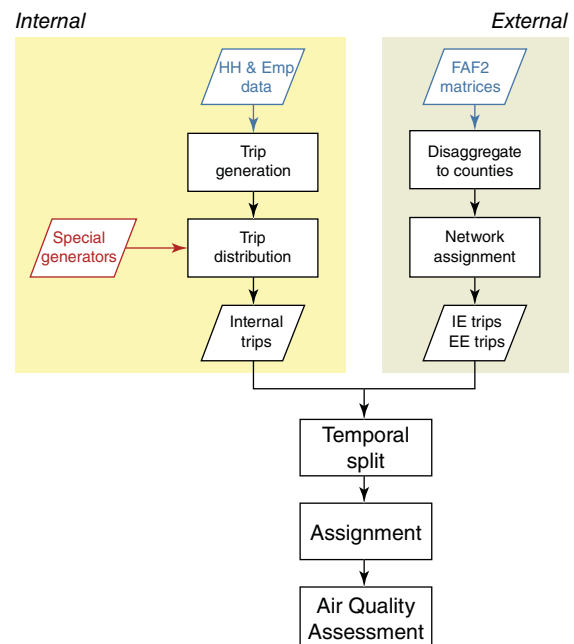 Internal
External
HH & Emp
data
FAF2
matrices
Trip
generation
Disaggregate
to counties
Special
generators
Trip
distribution
Network
assignment
Internal
trips
IE trips
EE trips
Temporal
split
Assignment
Air Quality
Assessment